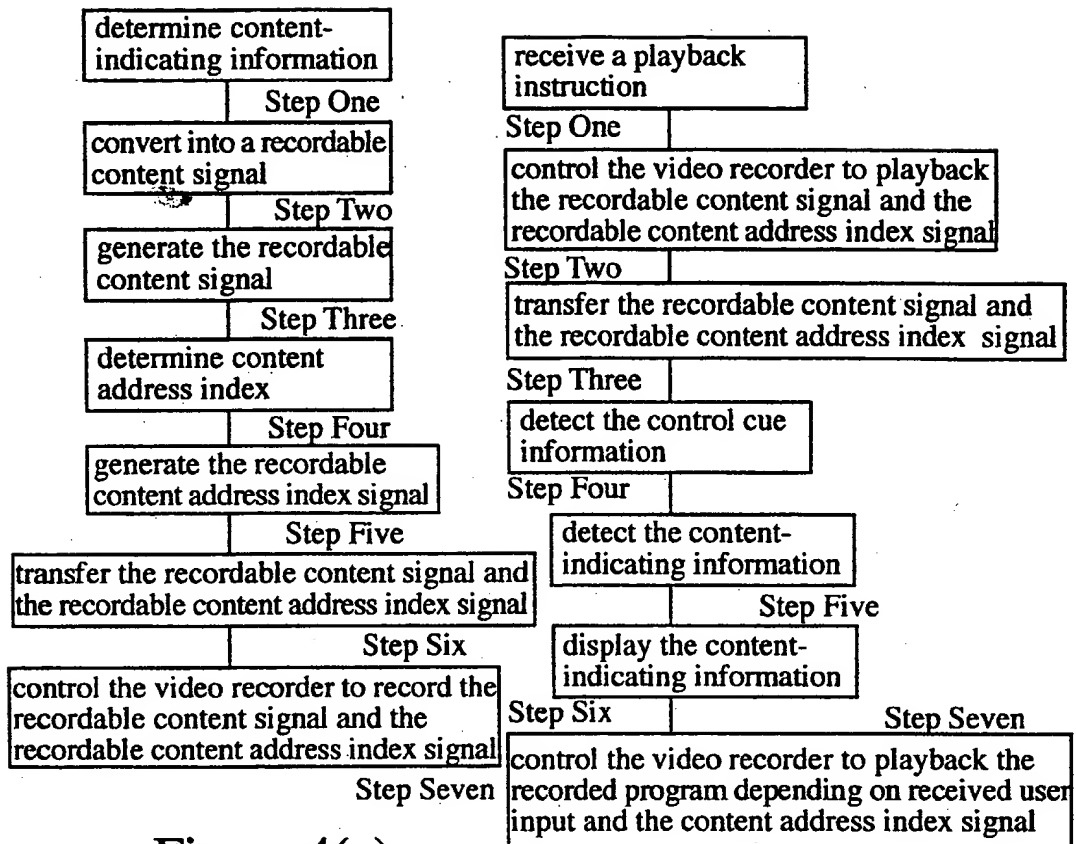 determine content-
indicating information
Step One
convert into a recordable
content signal
Step Two
generate the recordable
content signal
Step Three
determine content
address index
Step Four
generate the recordable
content address index signal
Step Five
transfer the recordable content signal and
the recordable content address index signal
Step Six
control the video recorder to record the
recordable content signal and the
recordable content address index signal
Step Seven
receive a playback
instruction
Step One
control the video recorder to playback
the recordable content signal and the
recordable content address index signal
Step Two
transfer the recordable content signal and
the recordable content address index signal
Step Three
detect the control cue
information
Step Four
detect the content-
indicating information
Step Five
display the content-
indicating information
Step Six
Step Seven
control the video recorder to playback the
recorded program depending on received user
input and the content address index signal